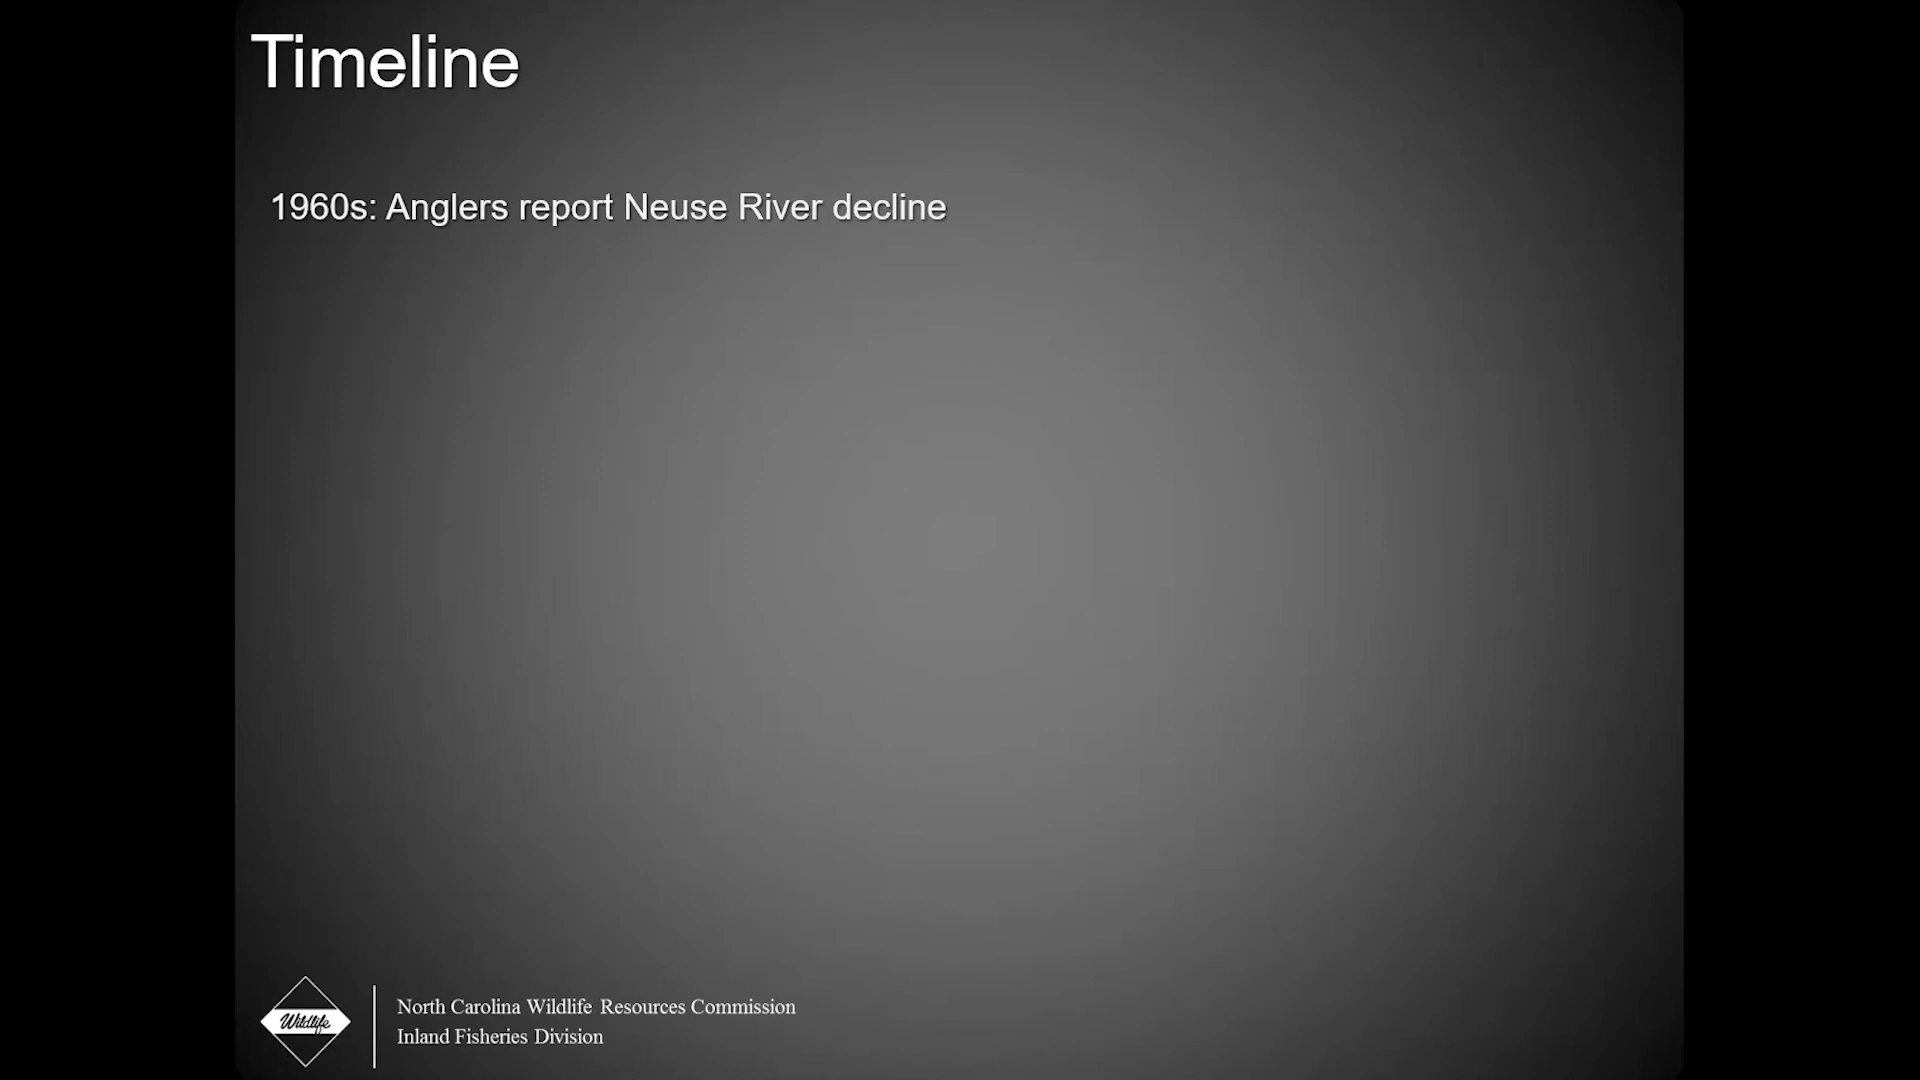 Timeline
1960s: Anglers report Neuse River decline
Wildlife
North Carolina Wildlife Resources Commission
Inland Fisheries Division